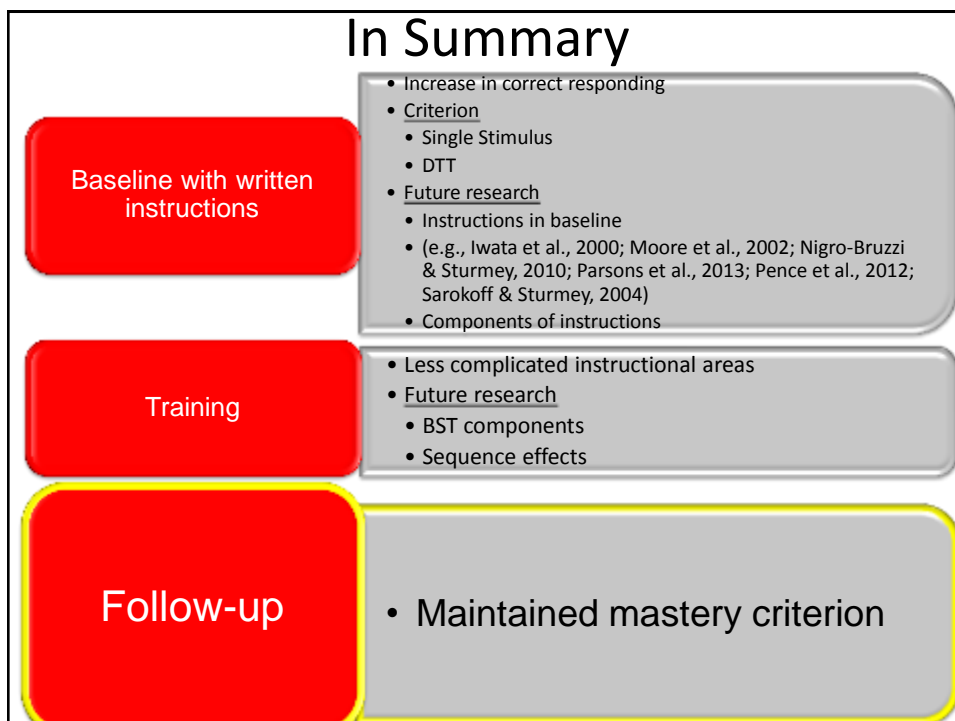 In Summary
Baseline with written
instructions
• Increase in correct responding
• Criterion
• Single Stimulus
• DTT
• Future research
• Instructions in baseline
• (e.g., Iwata et al., 2000; Moore et al., 2002; Nigro-Bruzzi
& Sturmey, 2010; Parsons et al., 2013; Pence et al., 2012;
Sarokoff & Sturmey, 2004)
• Components of instructions
Training
• Less complicated instructional areas
• Future research
• BST components
• Sequence effects
Follow-up
• Maintained mastery criterion